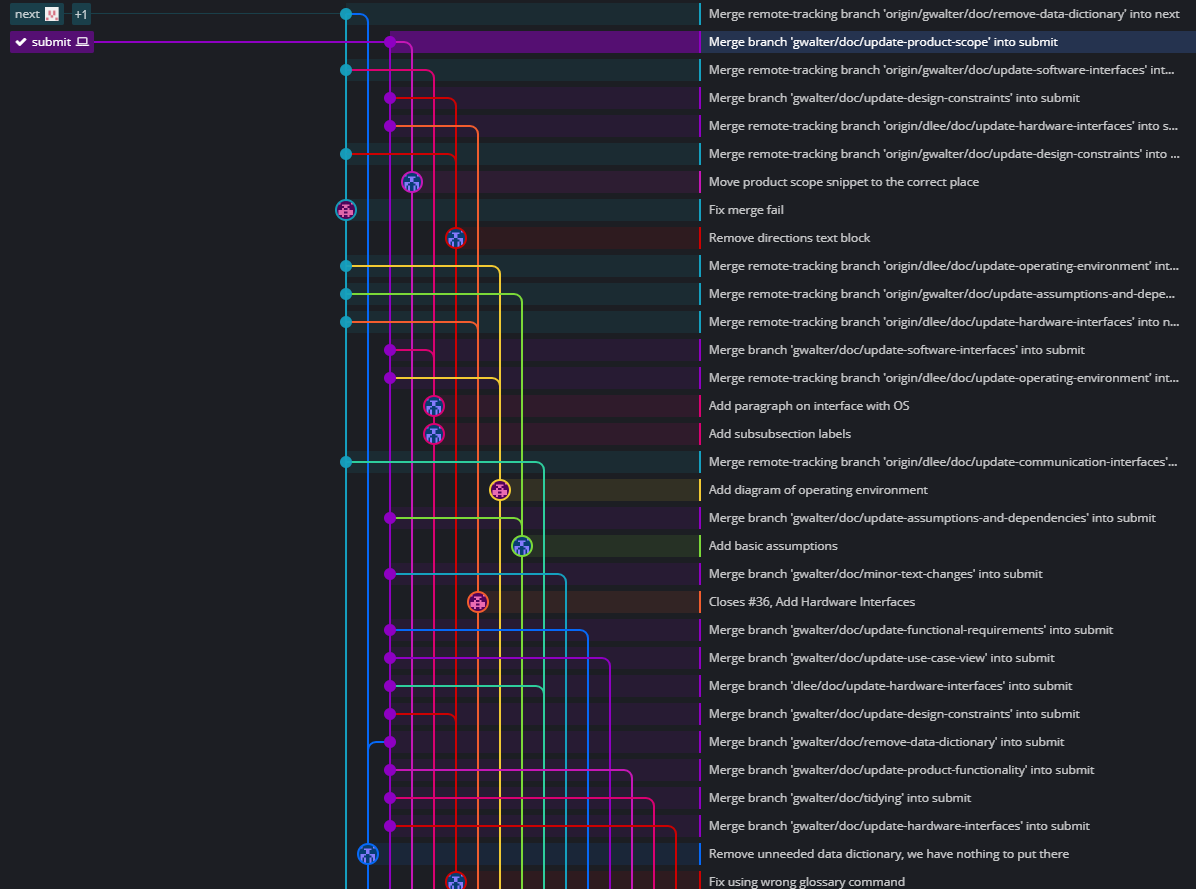 next +1 Merge remote-tracking branch 'origin/gwalter/doc/remove-data-dictionary' into next
submit Merge branch 'gwalter/doc/update-product-scope' into submit
Merge remote-tracking branch 'origin/gwalter/doc/update-software-interfaces' int...
Merge branch 'gwalter/doc/update-design-constraints' into submit
Merge remote-tracking branch 'origin/dlee/doc/update-hardware-interfaces' into s...
Merge remote-tracking branch 'origin/gwalter/doc/update-design-constraints' into ...
Move product scope snippet to the correct place
Fix merge fail
Remove directions text block
Merge remote-tracking branch 'origin/dlee/doc/update-operating-environment' int...
Merge remote-tracking branch 'origin/gwalter/doc/update-assumptions-and-depe...
Merge remote-tracking branch 'origin/dlee/doc/update-hardware-interfaces' into n...
Merge branch 'gwalter/doc/update-software-interfaces' into submit
Merge remote-tracking branch 'origin/dlee/doc/update-operating-environment' int...
Add paragraph on interface with OS
Add subsubsection labels
Merge remote-tracking branch 'origin/dlee/doc/update-communication-interfaces'...
Add diagram of operating environment
Merge branch 'gwalter/doc/update-assumptions-and-dependencies' into submit
Add basic assumptions
Merge branch 'gwalter/doc/minor-text-changes' into submit
Closes #36, Add Hardware Interfaces
Merge branch 'gwalter/doc/update-functional-requirements' into submit
Merge branch 'gwalter/doc/update-use-case-view' into submit
Merge branch 'dlee/doc/update-hardware-interfaces' into submit
Merge branch 'gwalter/doc/update-design-constraints' into submit
Merge branch 'gwalter/doc/remove-data-dictionary' into submit
Merge branch 'gwalter/doc/update-product-functionality' into submit
Merge branch 'gwalter/doc/tidying' into submit
Merge branch 'gwalter/doc/update-hardware-interfaces' into submit
Remove unneeded data dictionary, we have nothing to put there
Fix using wrong glossary command